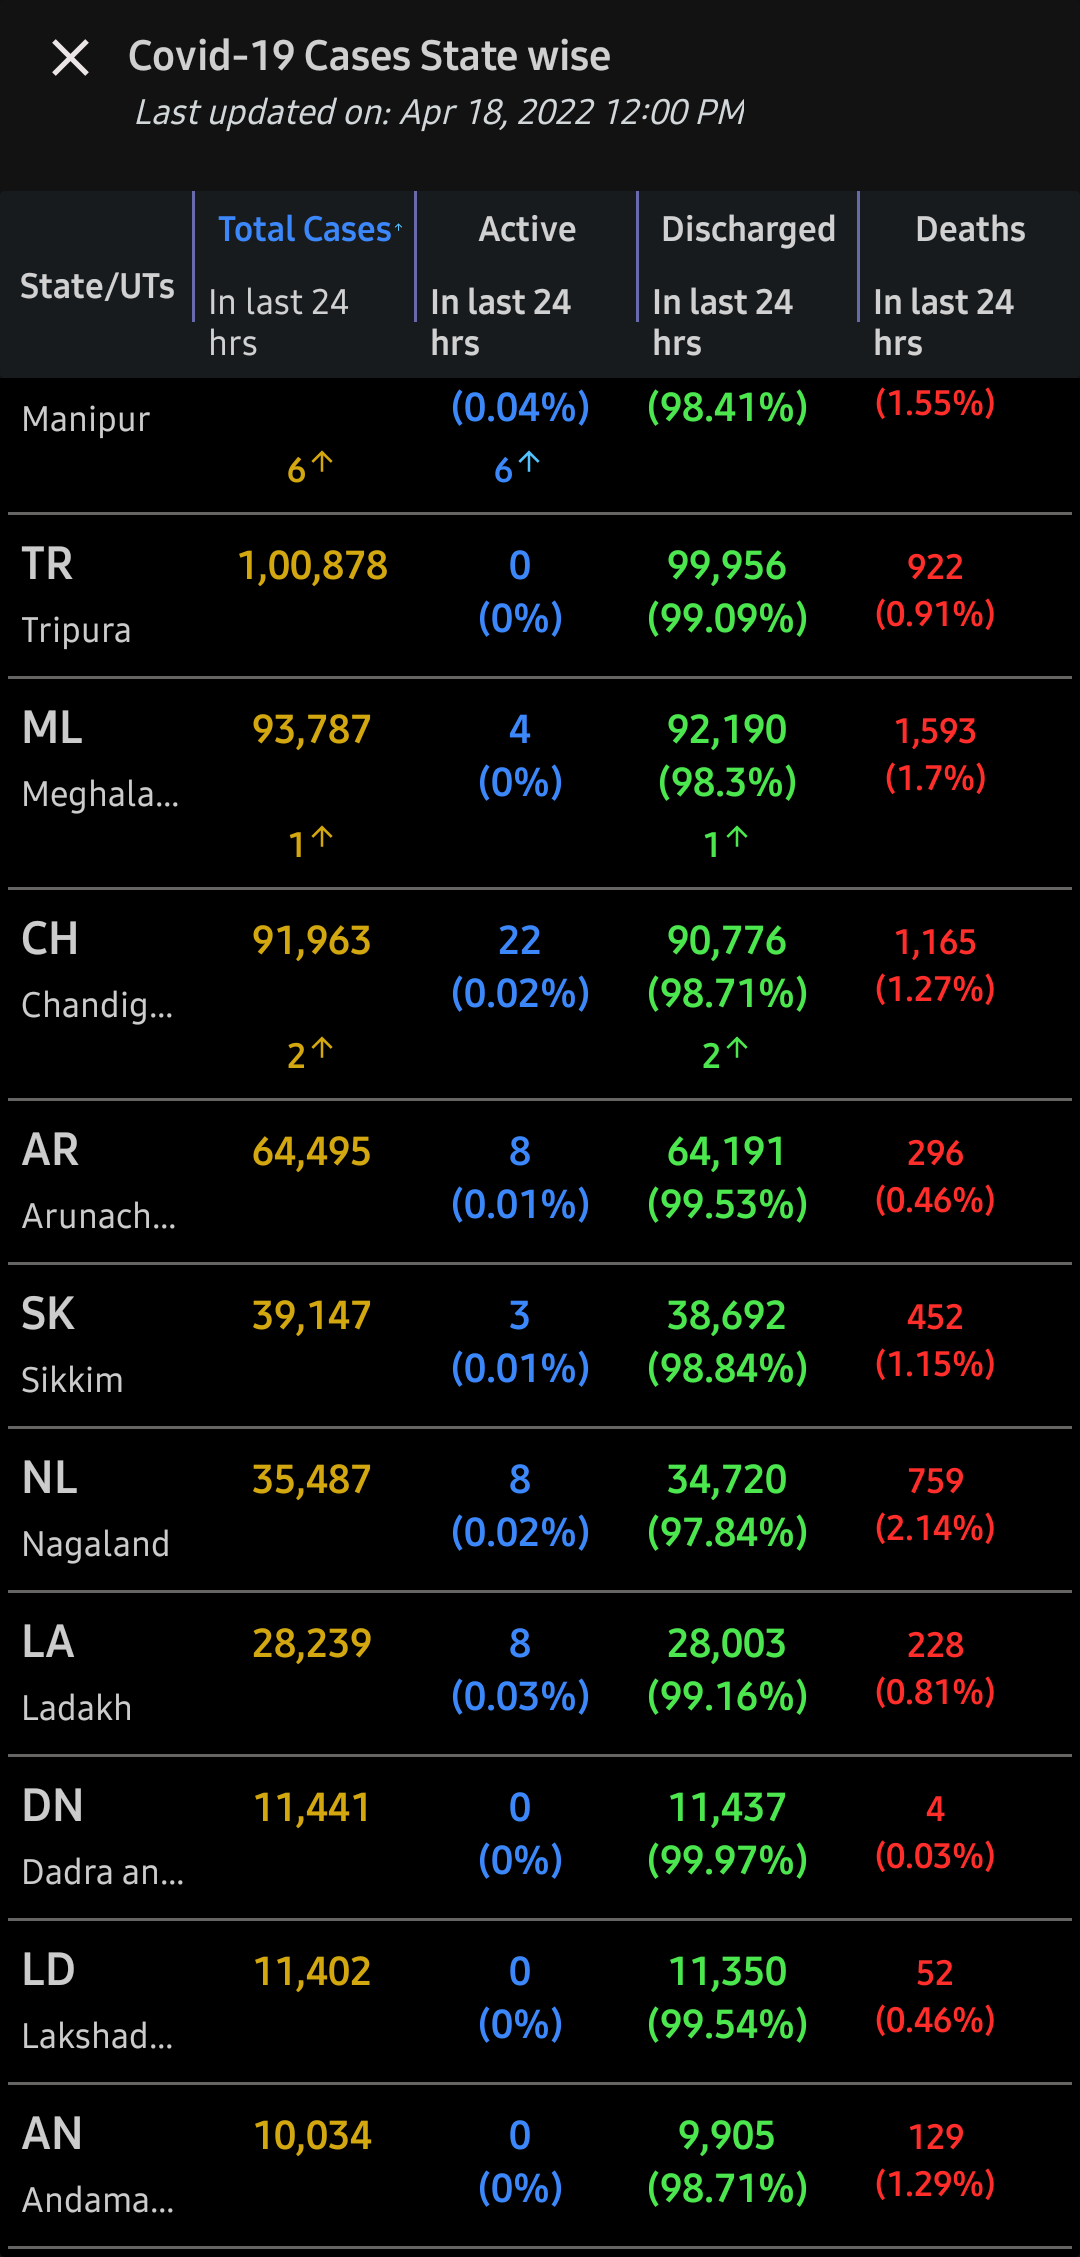 Covid-19 Cases State wise
Last updated on: Apr 18, 2022 12:00 PM
State/UTs
Total Cases↑
In last 24
hrs
Active
In last 24
hrs
Discharged
In last 24
hrs
Deaths
In last 24
hrs
Manipur (0.04%) (98.41%) (1.55%)
6↑ 6↑
TR 1,00,878 0 99,956 922
Tripura (0%) (99.09%) (0.91%)
ML 93,787 4 92,190 1,593
Meghala... (0%) (98.3%) (1.7%)
1↑ 1↑
CH 91,963 22 90,776 1,165
Chandig... (0.02%) (98.71%) (1.27%)
2↑ 2↑
AR 64,495 8 64,191 296
Arunach... (0.01%) (99.53%) (0.46%)
SK 39,147 3 38,692 452
Sikkim (0.01%) (98.84%) (1.15%)
NL 35,487 8 34,720 759
Nagaland (0.02%) (97.84%) (2.14%)
LA 28,239 8 28,003 228
Ladakh (0.03%) (99.16%) (0.81%)
DN 11,441 0 11,437 4
Dadra an... (0%) (99.97%) (0.03%)
LD 11,402 0 11,350 52
Lakshad... (0%) (99.54%) (0.46%)
AN 10,034 0 9,905 129
Andama... (0%) (98.71%) (1.29%)